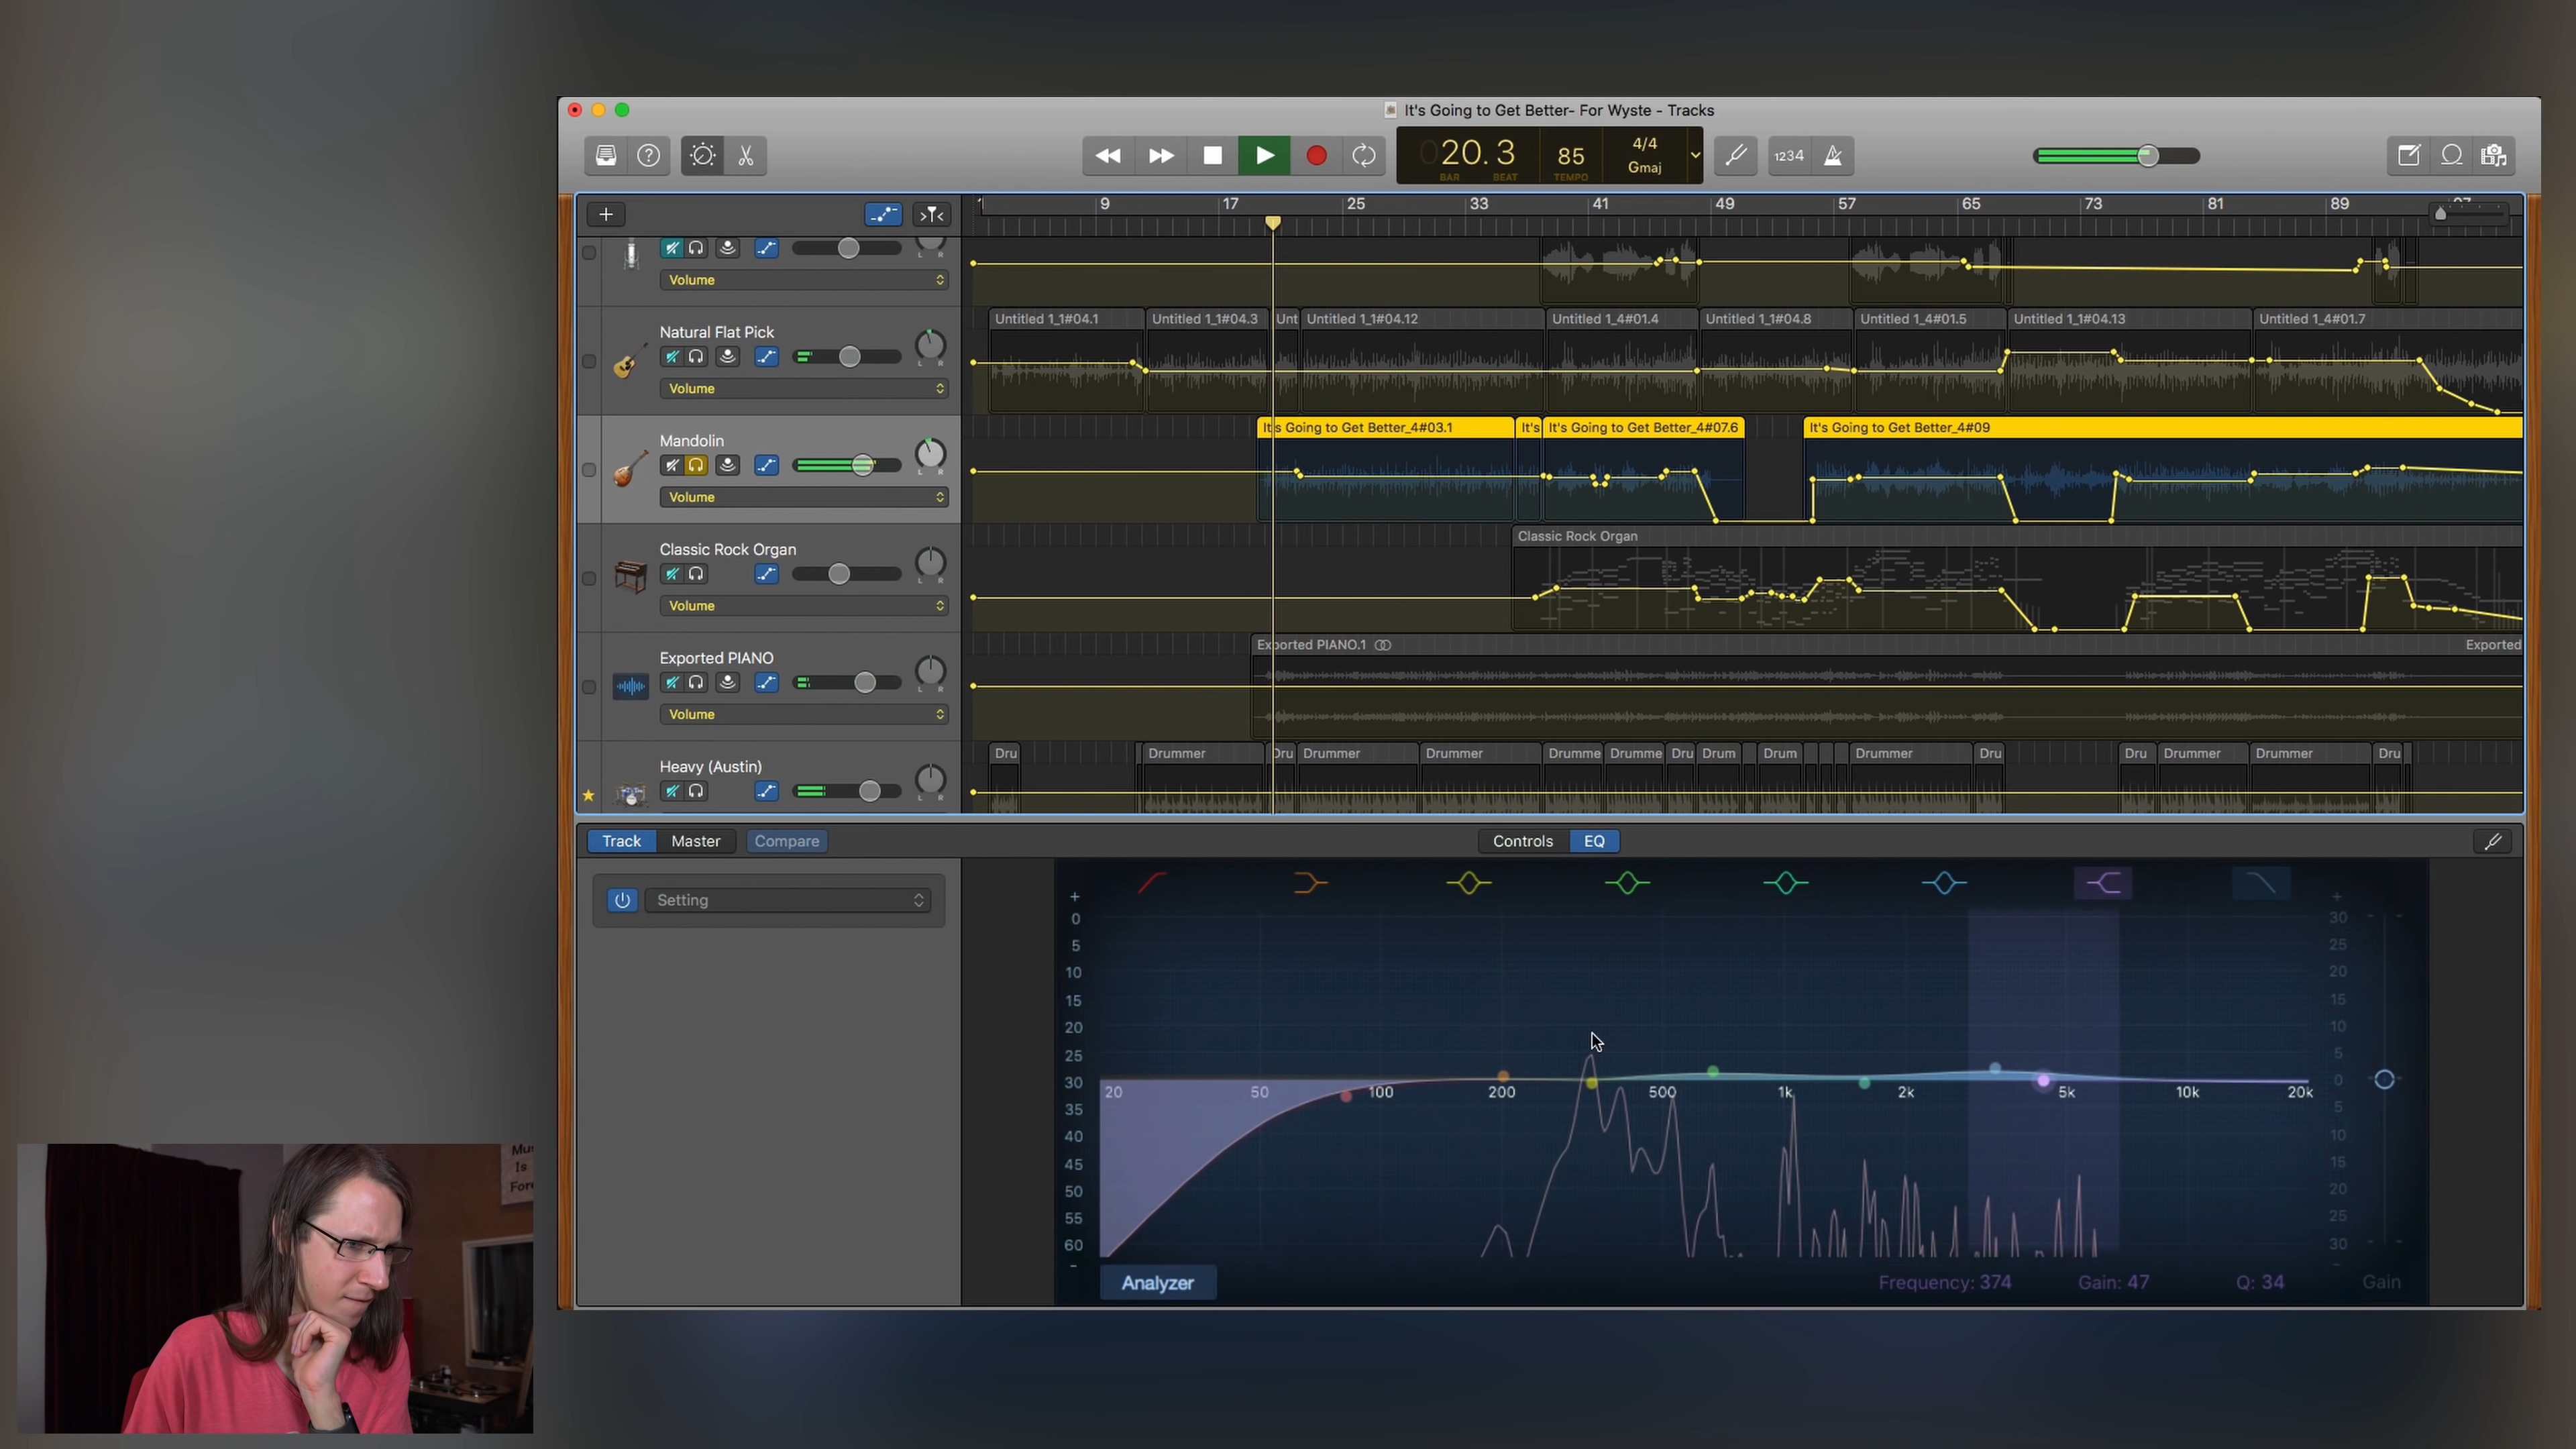 It's Going to Get Better- For Wyste - Tracks
020.3
85
4/4
Gmaj
BAR
BEAT
TEMPO
1234
9 17 25 33 41 49 57 65 73 81 89
L R
Volume
Untitled 1_1#04.1
Untitled 1_1#04.3
Unt
Untitled 1_1#04.12
Untitled 1_4#01.4
Untitled 1_1#04.8
Untitled 1_4#01.5
Untitled 1_1#04.13
Untitled 1_4#01.7
Natural Flat Pick
L R
Volume
It's Going to Get Better_4#03.1
It's
It's Going to Get Better_4#07.6
It's Going to Get Better_4#09
Mandolin
L R
Volume
Classic Rock Organ
Classic Rock Organ
L R
Volume
Exported PIANO.1
Exported
Exported PIANO
L R
Volume
Dru
Drummer
Dru
Drummer
Drummer
Drumme
Drumme
Dru
Drum
Drum
Drummer
Dru
Dru
Drummer
Drummer
Dru
Heavy (Austin)
L R
Track
Master
Compare
Controls
EQ
Setting
+
0
5
10
15
20
25
30
35
40
45
50
55
60
-
20 50 100 200 500 1k 2k 5k 10k 20k
+
30
25
20
15
10
5
0
5
10
15
20
25
30
-
Analyzer
Frequency: 374
Gain: 47
Q: 34
Gain
Mu
Is
Fore